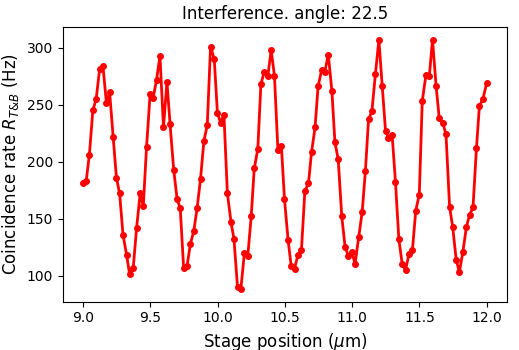 Interference. angle: 22.5
Coincidence rate R_{T&B} (Hz)
300
250
200
150
100
9.0 9.5 10.0 10.5 11.0 11.5 12.0
Stage position (μm)